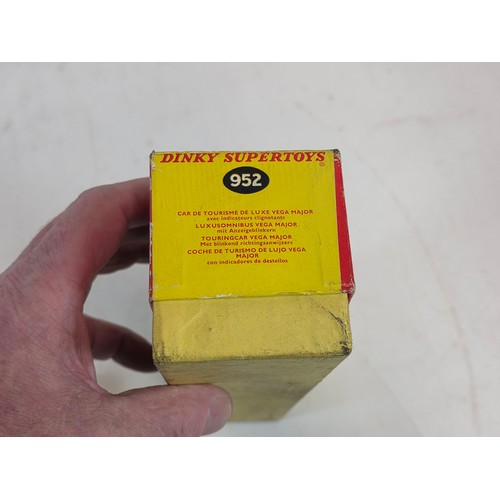 DINKY SUPERTOYS
952
CAR DE TOURISME DE LUXE VEGA MAJOR
avec indicateurs clignotants
LUXUSOMNIBUS VEGA MAJOR
mit Anzergeblinkern
TOURINGCAR VEGA MAJOR
Met blinkend richtingaanwijzers
COCHE DE TURISMO DE LUJO VEGA
MAJOR
con indicadores de destellos